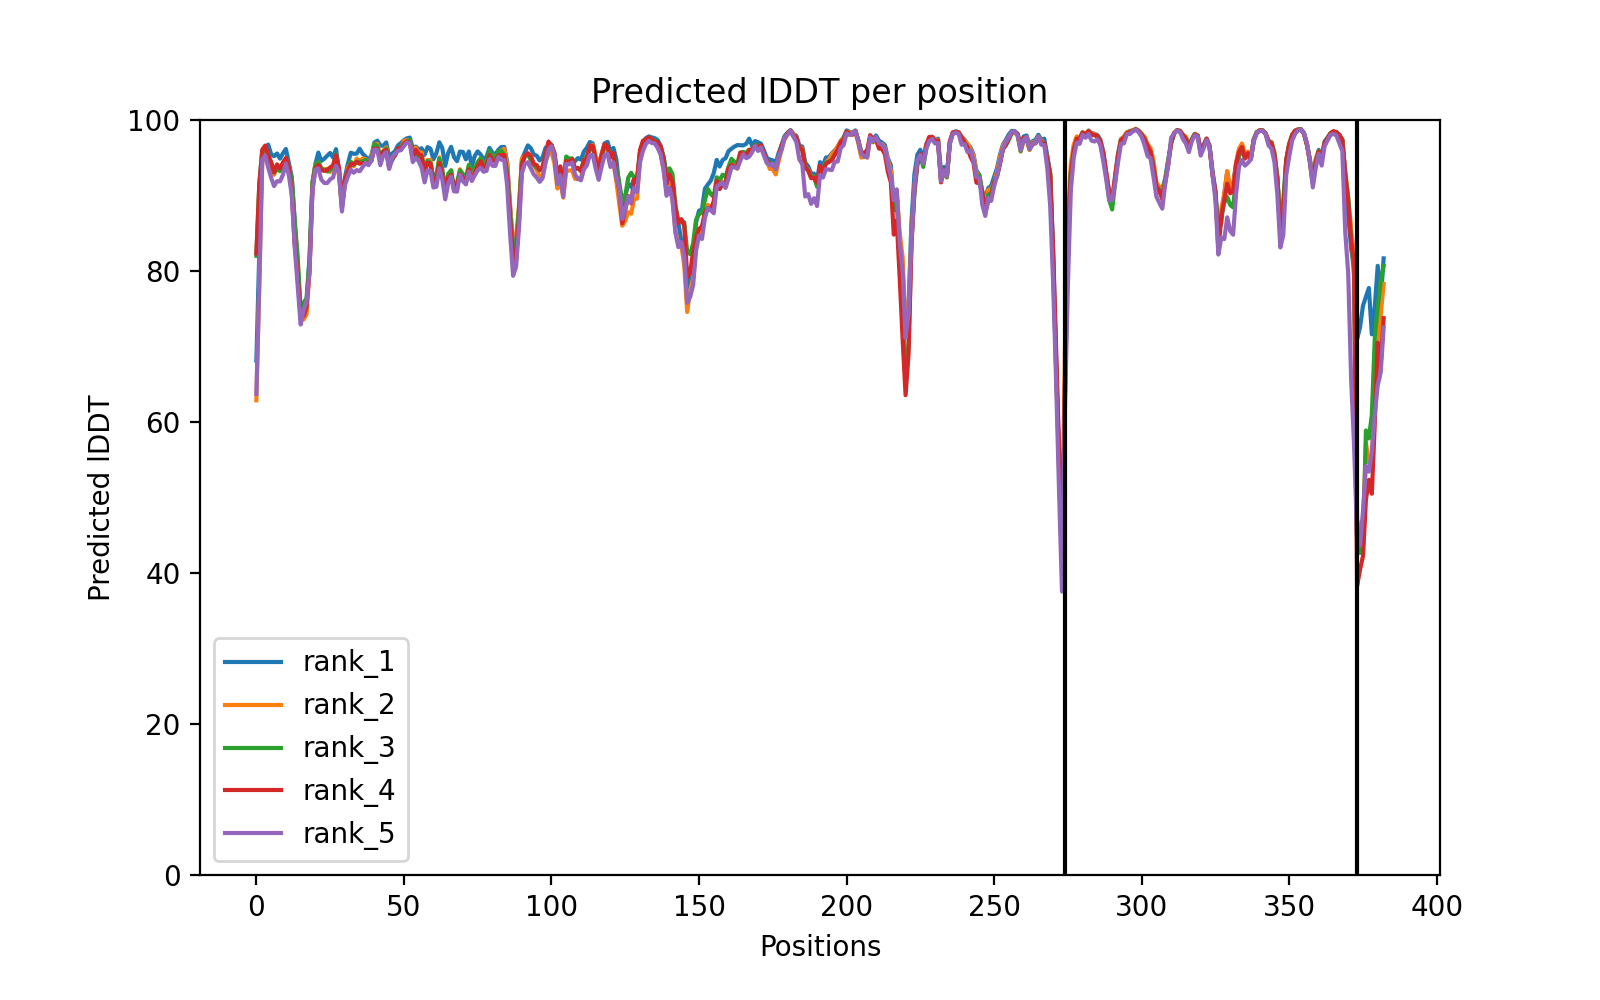 Predicted lDDT per position
100
80
60
40
20
0
Predicted lDDT
rank_1
rank_2
rank_3
rank_4
rank_5
0 50 100 150 200 250 300 350 400
Positions